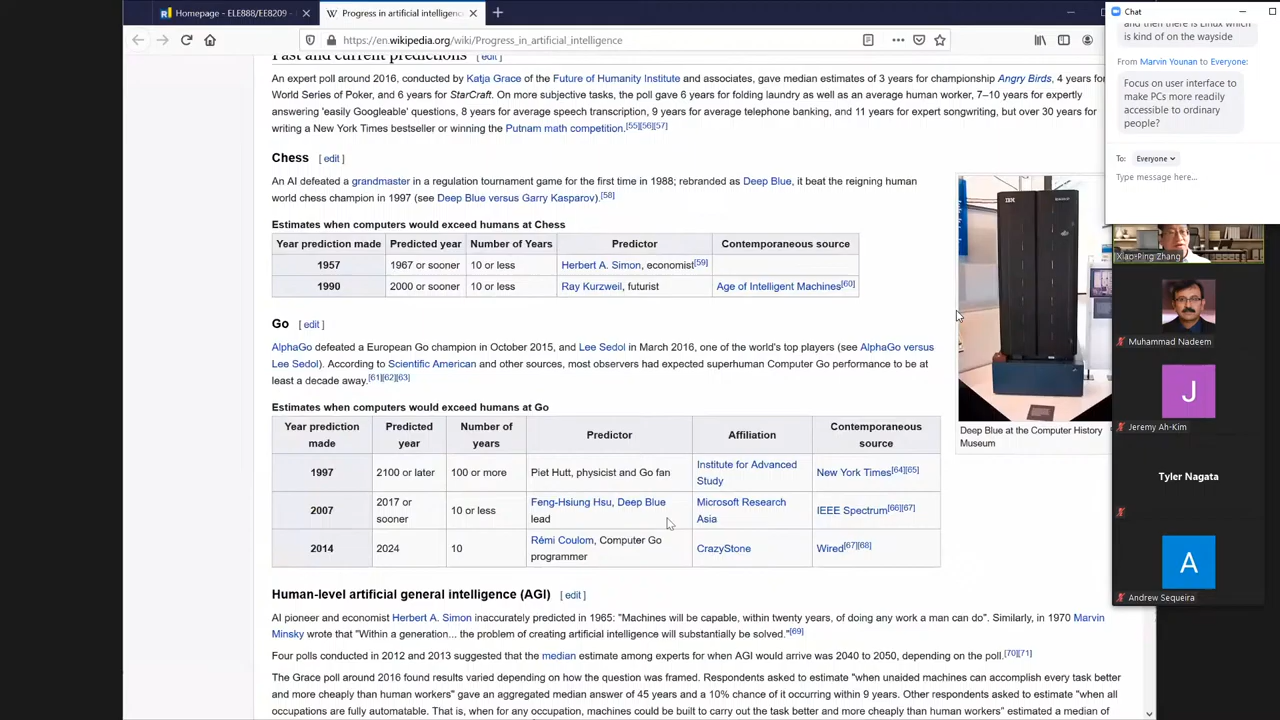 Homepage - ELE888/EE8209 -
Progress in artificial intelligence
https://en.wikipedia.org/wiki/Progress_in_artificial_intelligence
Past and current predictions [ edit ]
An expert poll around 2016, conducted by Katja Grace of the Future of Humanity Institute and associates, gave median estimates of 3 years for championship Angry Birds, 4 years for
World Series of Poker, and 6 years for StarCraft. On more subjective tasks, the poll gave 6 years for folding laundry as well as an average human worker, 7–10 years for expertly
answering 'easily Googleable' questions, 8 years for average speech transcription, 9 years for average telephone banking, and 11 years for expert songwriting, but over 30 years for
writing a New York Times bestseller or winning the Putnam math competition.[55][56][57]
Chess [ edit ]
An AI defeated a grandmaster in a regulation tournament game for the first time in 1988; rebranded as Deep Blue, it beat the reigning human
world chess champion in 1997 (see Deep Blue versus Garry Kasparov).[58]
Estimates when computers would exceed humans at Chess
Year prediction made Predicted year Number of Years Predictor Contemporaneous source
1957 1967 or sooner 10 or less Herbert A. Simon, economist[59]
1990 2000 or sooner 10 or less Ray Kurzweil, futurist Age of Intelligent Machines[60]
Go [ edit ]
AlphaGo defeated a European Go champion in October 2015, and Lee Sedol in March 2016, one of the world's top players (see AlphaGo versus
Lee Sedol). According to Scientific American and other sources, most observers had expected superhuman Computer Go performance to be at
least a decade away.[61][62][63]
Estimates when computers would exceed humans at Go
Year prediction made Predicted year Number of years Predictor Affiliation Contemporaneous source
1997 2100 or later 100 or more Piet Hutt, physicist and Go fan Institute for Advanced Study New York Times[64][65]
2007 2017 or sooner 10 or less Feng-Hsiung Hsu, Deep Blue lead Microsoft Research Asia IEEE Spectrum[66][67]
2014 2024 10 Rémi Coulom, Computer Go programmer CrazyStone Wired[67][68]
IBM
Deep Blue at the Computer History
Museum
Human-level artificial general intelligence (AGI) [ edit ]
AI pioneer and economist Herbert A. Simon inaccurately predicted in 1965: "Machines will be capable, within twenty years, of doing any work a man can do". Similarly, in 1970 Marvin
Minsky wrote that "Within a generation... the problem of creating artificial intelligence will substantially be solved."[69]
Four polls conducted in 2012 and 2013 suggested that the median estimate among experts for when AGI would arrive was 2040 to 2050, depending on the poll.[70][71]
The Grace poll around 2016 found results varied depending on how the question was framed. Respondents asked to estimate "when unaided machines can accomplish every task better
and more cheaply than human workers" gave an aggregated median answer of 45 years and a 10% chance of it occurring within 9 years. Other respondents asked to estimate "when all
occupations are fully automatable. That is, when for any occupation, machines could be built to carry out the task better and more cheaply than human workers" estimated a median of
Chat
and then there is Linux which
is kind of on the wayside
From Marvin Younan to Everyone:
Focus on user interface to
make PCs more readily
accessible to ordinary
people?
To: Everyone
Type message here...
Xiao-Ping Zhang
Muhammad Nadeem
J
Jeremy Ah-Kim
Tyler Nagata
A
Andrew Sequeira